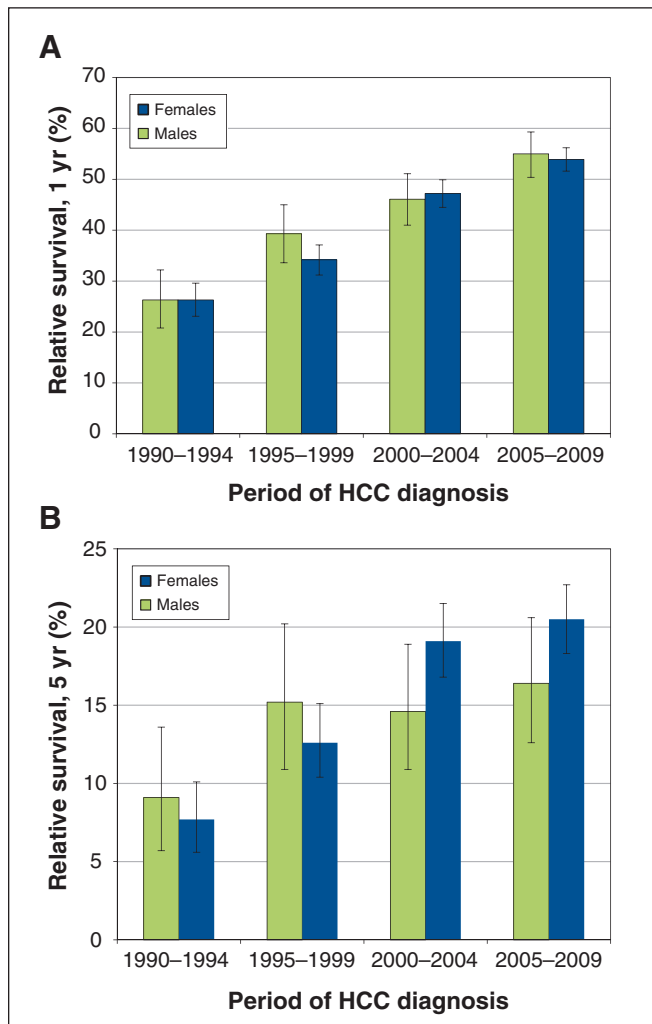 A
Relative survival, 1 yr (%)
70
60
50
40
30
20
10
0
Females
Males
1990–1994 1995–1999 2000–2004 2005–2009
Period of HCC diagnosis
B
Relative survival, 5 yr (%)
25
20
15
10
5
0
Females
Males
1990–1994 1995–1999 2000–2004 2005–2009
Period of HCC diagnosis